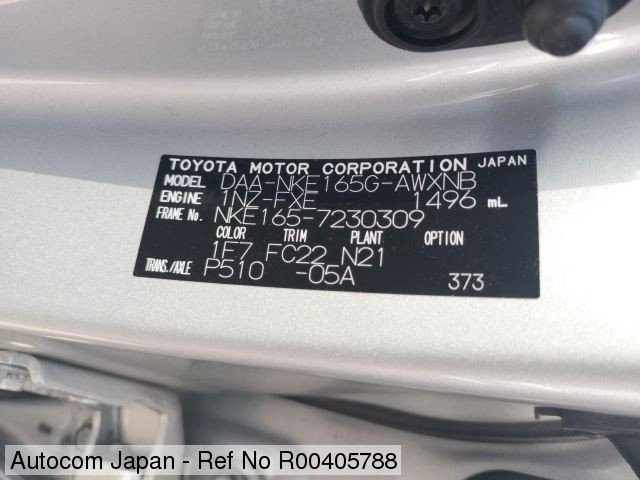 TOYOTA MOTOR CORPORATION JAPAN
MODEL DAA-NKE165G-AWXNB
ENGINE 1NZ-FXE 1496 mL
FRAME No. NKE165-7230309
COLOR TRIM PLANT OPTION
1F7 FC22 N21
TRANS./AXLE P510 -05A 373
Autocom Japan - Ref No R00405788